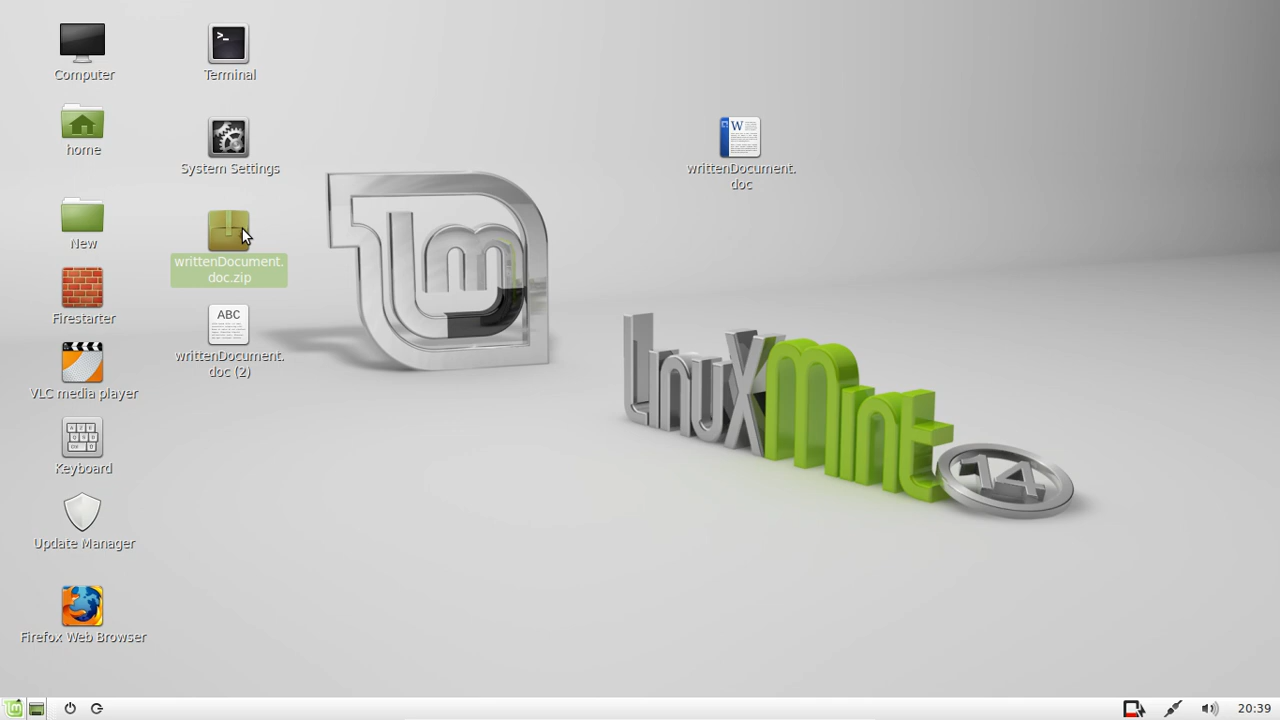 Computer
Terminal
home
System Settings
writtenDocument.
doc
New
writtenDocument.
doc.zip
Firestarter
ABC
writtenDocument.
doc (2)
VLC media player
Keyboard
Update Manager
Firefox Web Browser
W
>_
lm
LinuxMint
14
20:39